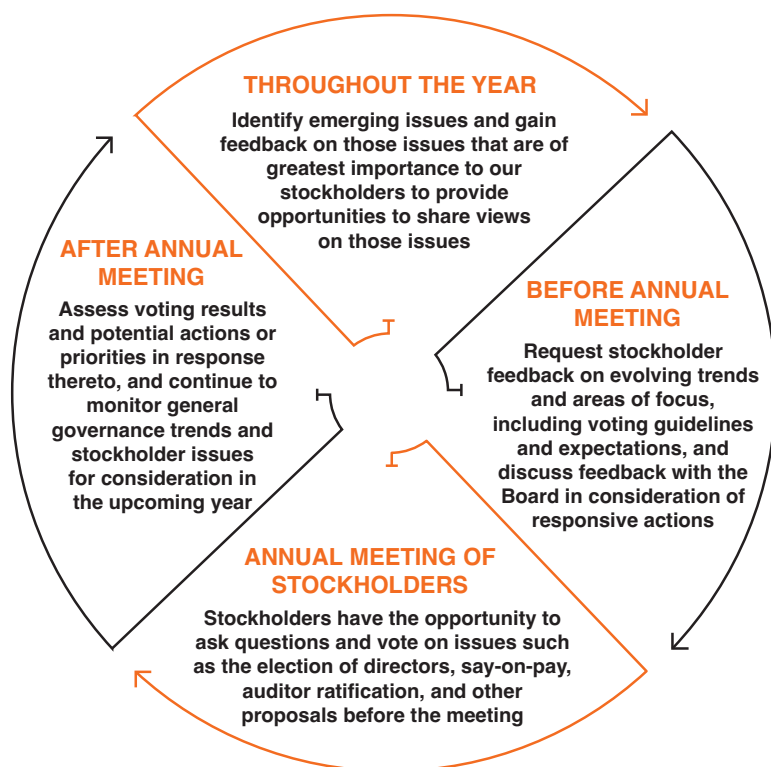 THROUGHOUT THE YEAR
Identify emerging issues and gain
feedback on those issues that are of
greatest importance to our
stockholders to provide
opportunities to share views
on those issues
BEFORE ANNUAL
MEETING
Request stockholder
feedback on evolving trends
and areas of focus,
including voting guidelines
and expectations, and
discuss feedback with the
Board in consideration of
responsive actions
ANNUAL MEETING OF
STOCKHOLDERS
Stockholders have the opportunity to
ask questions and vote on issues such
as the election of directors, say-on-pay,
auditor ratification, and other
proposals before the meeting
AFTER ANNUAL
MEETING
Assess voting results
and potential actions or
priorities in response
thereto, and continue to
monitor general
governance trends and
stockholder issues
for consideration in
the upcoming year